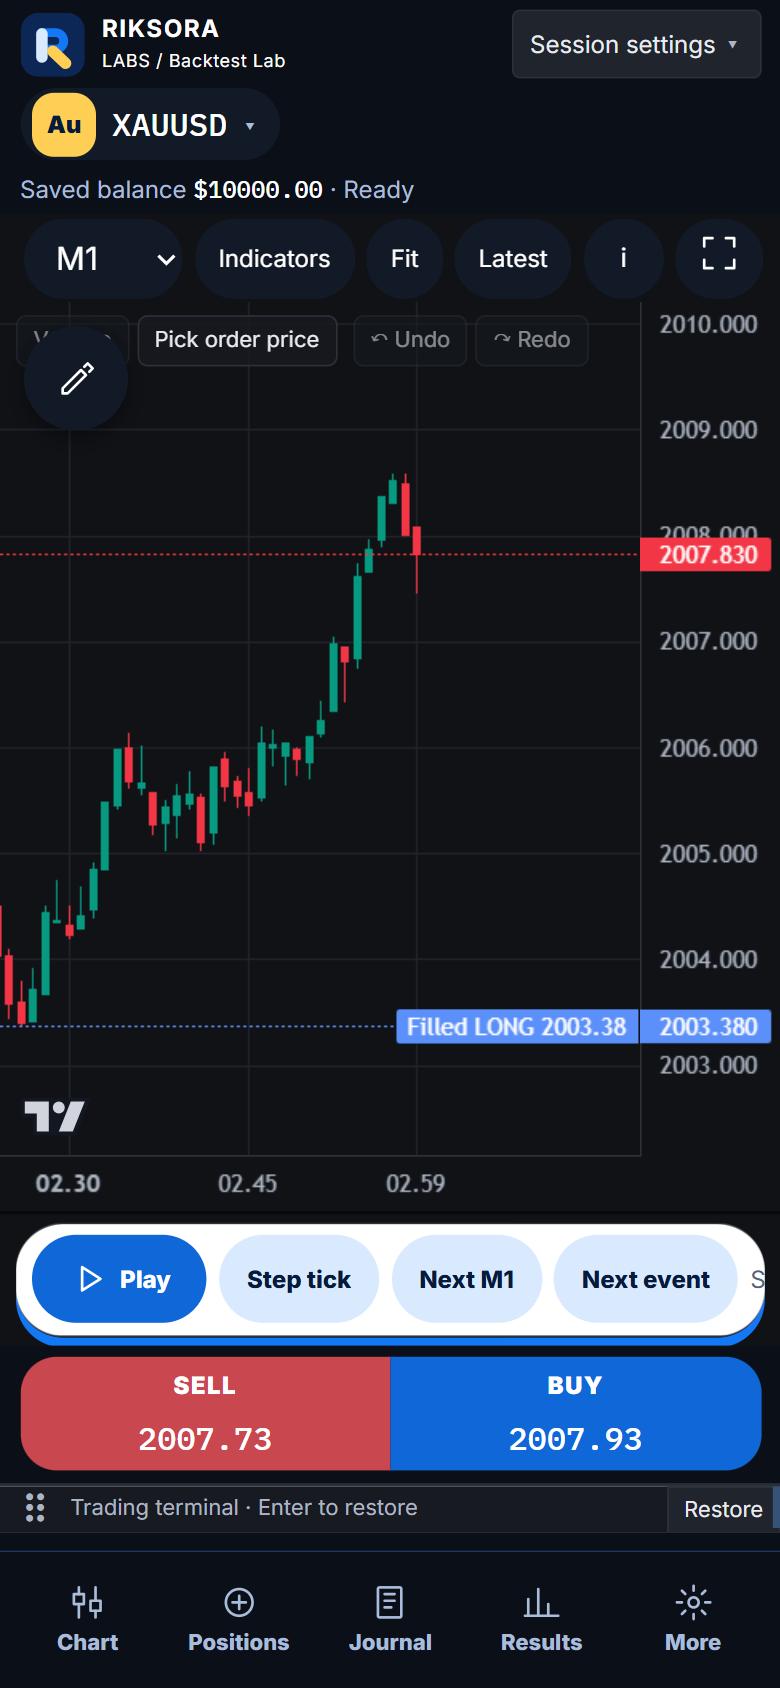 RIKSORA
LABS / Backtest Lab
Session settings
Au XAUUSD
Saved balance $10000.00 · Ready
M1 Indicators Fit Latest i
Pick order price Undo Redo
2010.000
2009.000
2008.000
2007.830
2007.000
2006.000
2005.000
2004.000
Filled LONG 2003.38 2003.380
2003.000
02.30 02.45 02.59
Play Step tick Next M1 Next event S
SELL BUY
2007.73 2007.93
Trading terminal · Enter to restore Restore
Chart Positions Journal Results More